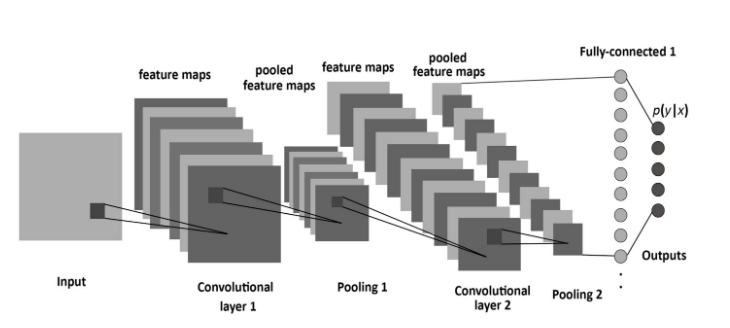 feature maps
pooled
feature maps
feature maps
pooled
feature maps
Fully-connected 1
p(y|x)
Outputs
Input
Convolutional
layer 1
Pooling 1
Convolutional
layer 2
Pooling 2